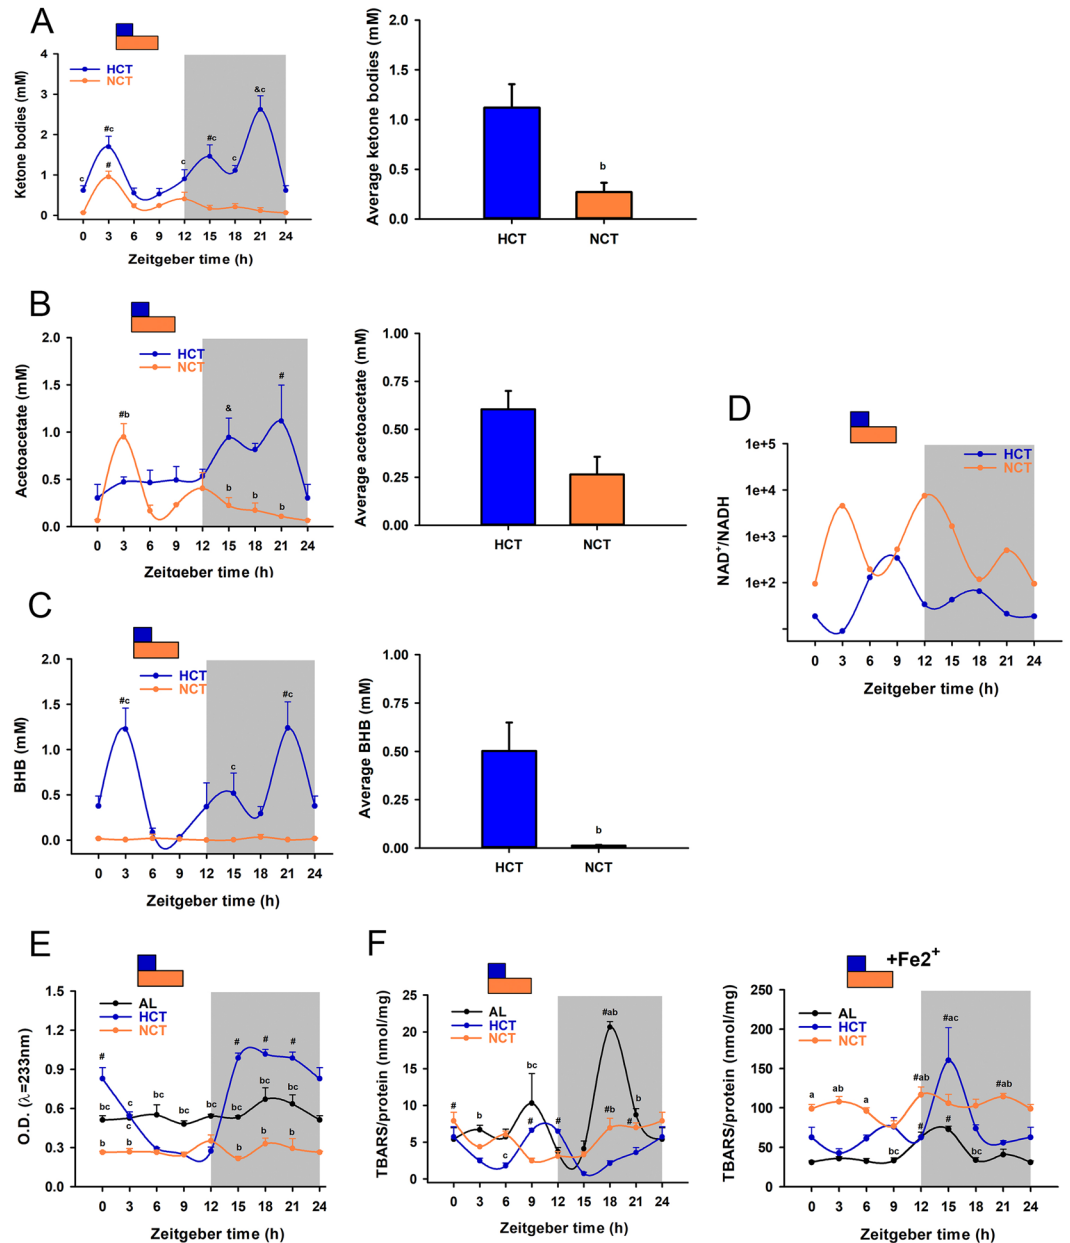 A
HCT
NCT
Ketone bodies (mM)
4
3
2
1
0
c
#c
#
c
#c
c
&c
0 3 6 9 12 15 18 21 24
Zeitgeber time (h)
Average ketone bodies (mM)
2.0
1.5
1.0
0.5
0.0
b
HCT NCT
B
HCT
NCT
Acetoacetate (mM)
2.0
1.5
1.0
0.5
0.0
#b
&
#
b
b
b
0 3 6 9 12 15 18 21 24
Zeitgeber time (h)
Average acetoacetate (mM)
1.00
0.75
0.50
0.25
0.00
HCT NCT
C
HCT
NCT
BHB (mM)
2.0
1.5
1.0
0.5
0.0
#c
c
#c
0 3 6 9 12 15 18 21 24
Zeitgeber time (h)
Average BHB (mM)
1.00
0.75
0.50
0.25
0.00
b
HCT NCT
D
HCT
NCT
NAD+/NADH
1e+5
1e+4
1e+3
1e+2
0 3 6 9 12 15 18 21 24
Zeitgeber time (h)
E
AL
HCT
NCT
O.D. (λ=233nm)
1.5
1.2
0.9
0.6
0.3
0.0
#
bc
c
c
bc
bc
bc
#
#
#
bc
bc
bc
b
b
b
b
b
0 3 6 9 12 15 18 21 24
Zeitgeber time (h)
F
AL
HCT
NCT
TBARS/protein (nmol/mg)
25
20
15
10
5
0
#
b
c
bc
#
#
#ab
#b
b
#
#
0 3 6 9 12 15 18 21 24
Zeitgeber time (h)
+Fe2+
AL
HCT
NCT
TBARS/protein (nmol/mg)
250
200
150
100
50
0
a
ab
a
bc
#ab
#
#ac
#
bc
#ab
0 3 6 9 12 15 18 21 24
Zeitgeber time (h)